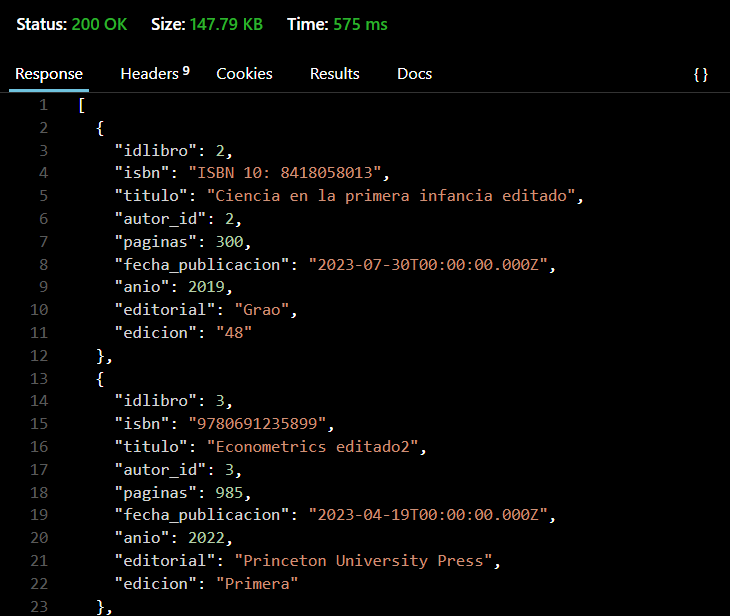 Status: 200 OK Size: 147.79 KB Time: 575 ms
Response Headers 9 Cookies Results Docs {}
1 [
2 {
3 "idlibro": 2,
4 "isbn": "ISBN 10: 8418058013",
5 "titulo": "Ciencia en la primera infancia editado",
6 "autor_id": 2,
7 "paginas": 300,
8 "fecha_publicacion": "2023-07-30T00:00:00.000Z",
9 "anio": 2019,
10 "editorial": "Grao",
11 "edicion": "48"
12 },
13 {
14 "idlibro": 3,
15 "isbn": "9780691235899",
16 "titulo": "Econometrics editado2",
17 "autor_id": 3,
18 "paginas": 985,
19 "fecha_publicacion": "2023-04-19T00:00:00.000Z",
20 "anio": 2022,
21 "editorial": "Princeton University Press",
22 "edicion": "Primera"
23 },